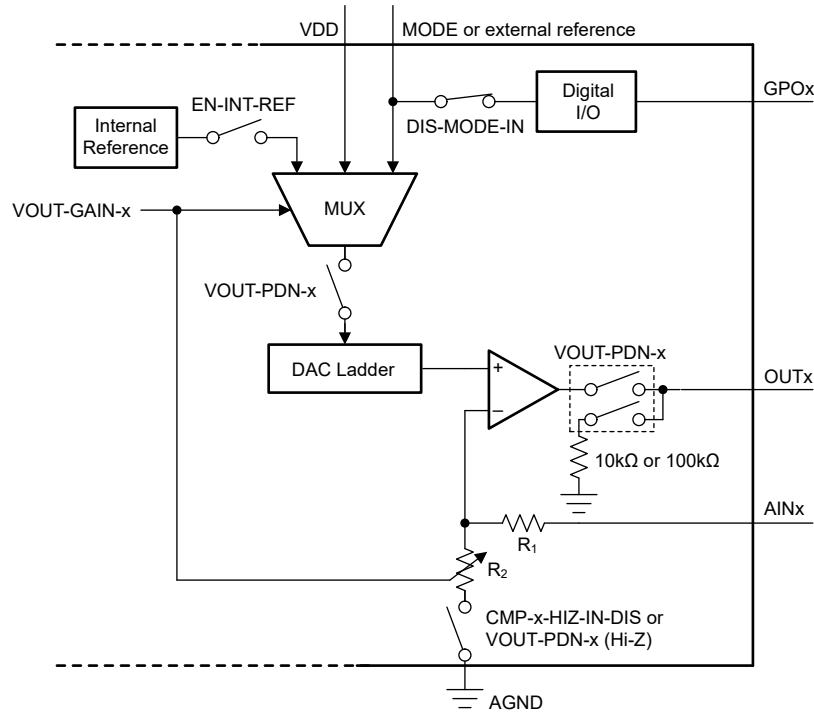 VDD
MODE or external reference
GPOx
EN-INT-REF
Digital
I/O
Internal
Reference
DIS-MODE-IN
MUX
VOUT-GAIN-x
VOUT-PDN-x
VOUT-PDN-x
DAC Ladder
+
−
OUTx
10kΩ or 100kΩ
AINx
R₁
R₂
CMP-x-HIZ-IN-DIS or
VOUT-PDN-x (Hi-Z)
AGND